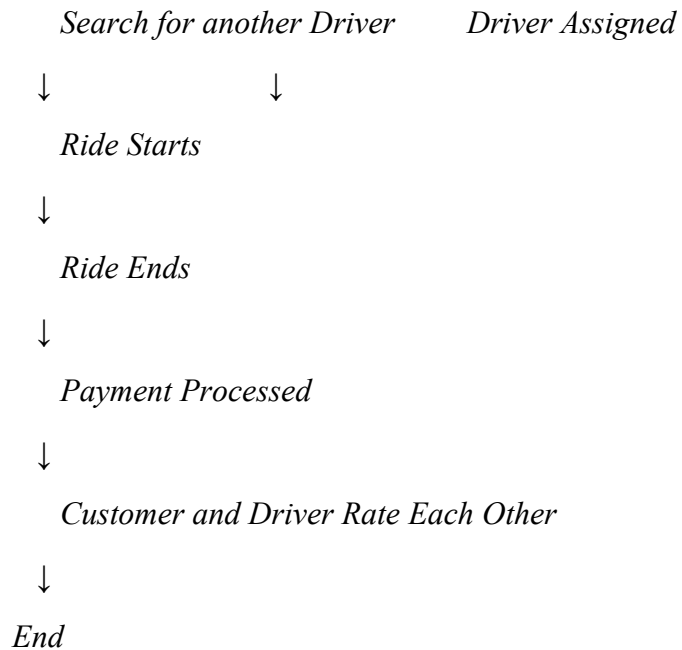 Search for another Driver Driver Assigned
↓ ↓
Ride Starts
↓
Ride Ends
↓
Payment Processed
↓
Customer and Driver Rate Each Other
↓
End